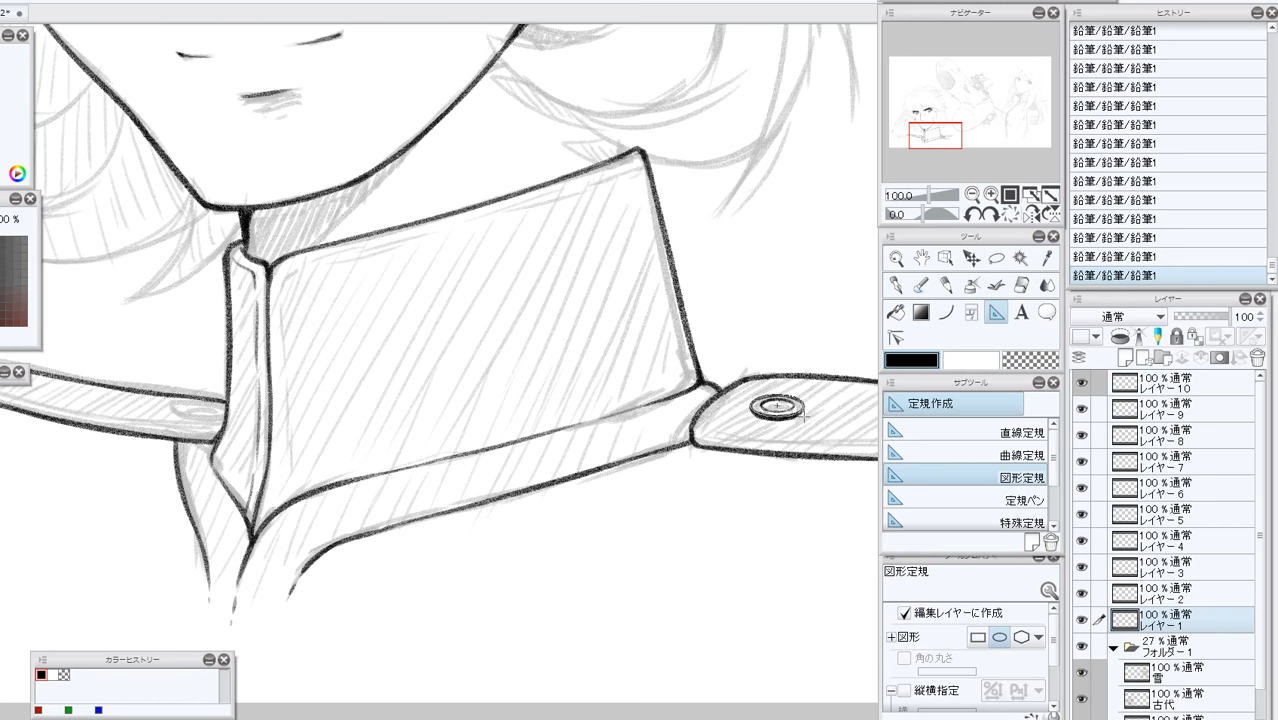 2*
ナビゲーター
ヒストリー
鉛筆/鉛筆/鉛筆1
鉛筆/鉛筆/鉛筆1
鉛筆/鉛筆/鉛筆1
鉛筆/鉛筆/鉛筆1
鉛筆/鉛筆/鉛筆1
鉛筆/鉛筆/鉛筆1
鉛筆/鉛筆/鉛筆1
鉛筆/鉛筆/鉛筆1
鉛筆/鉛筆/鉛筆1
鉛筆/鉛筆/鉛筆1
鉛筆/鉛筆/鉛筆1
鉛筆/鉛筆/鉛筆1
鉛筆/鉛筆/鉛筆1
鉛筆/鉛筆/鉛筆1
100.0
0.0
00 %
ツール
A
サブツール
定規作成
直線定規
曲線定規
図形定規
定規ペン
特殊定規
図形定規
編集レイヤーに作成
図形
角の丸さ
縦横指定
レイヤー
通常
100
100 % 通常
レイヤー 10
100 % 通常
レイヤー 9
100 % 通常
レイヤー 8
100 % 通常
レイヤー 7
100 % 通常
レイヤー 6
100 % 通常
レイヤー 5
100 % 通常
レイヤー 4
100 % 通常
レイヤー 3
100 % 通常
レイヤー 2
100 % 通常
レイヤー 1
27 % 通常
フォルダー 1
100 % 通常
雪
100 % 通常
古代
カラーヒストリー